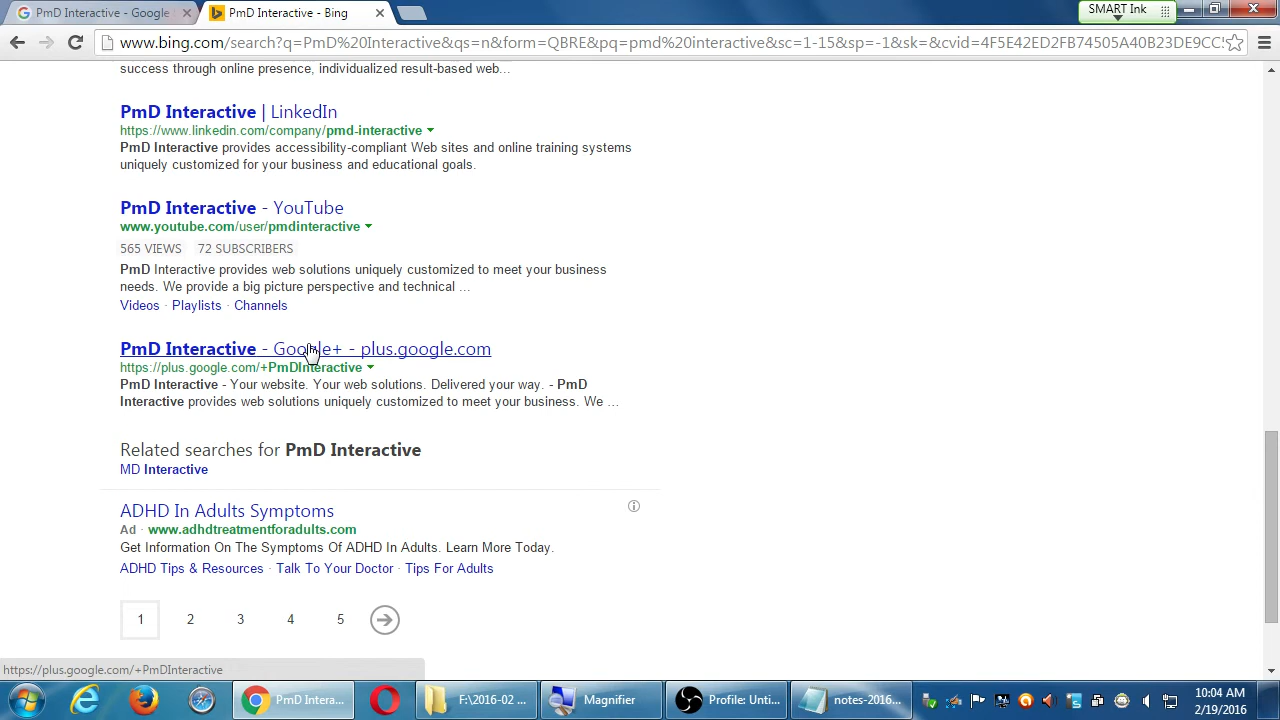 PmD Interactive - Google
PmD Interactive - Bing
SMART Ink
www.bing.com/search?q=PmD%20Interactive&qs=n&form=QBRE&pq=pmd%20interactive&sc=1-15&sp=-1&sk=&cvid=4F5E42ED2FB74505A40B23DE9CC
success through online presence, individualized result-based web...
PmD Interactive | LinkedIn
https://www.linkedin.com/company/pmd-interactive
PmD Interactive provides accessibility-compliant Web sites and online training systems
uniquely customized for your business and educational goals.
PmD Interactive - YouTube
www.youtube.com/user/pmdinteractive
565 VIEWS 72 SUBSCRIBERS
PmD Interactive provides web solutions uniquely customized to meet your business
needs. We provide a big picture perspective and technical ...
Videos · Playlists · Channels
PmD Interactive - Google+ - plus.google.com
https://plus.google.com/+PmDInteractive
PmD Interactive - Your website. Your web solutions. Delivered your way. - PmD
Interactive provides web solutions uniquely customized to meet your business. We ...
Related searches for PmD Interactive
MD Interactive
ADHD In Adults Symptoms
Ad · www.adhdtreatmentforadults.com
Get Information On The Symptoms Of ADHD In Adults. Learn More Today.
ADHD Tips & Resources · Talk To Your Doctor · Tips For Adults
1 2 3 4 5
https://plus.google.com/+PmDInteractive
PmD Intera...
F:\2016-02 ...
Magnifier
Profile: Unti...
notes-2016...
10:04 AM
2/19/2016